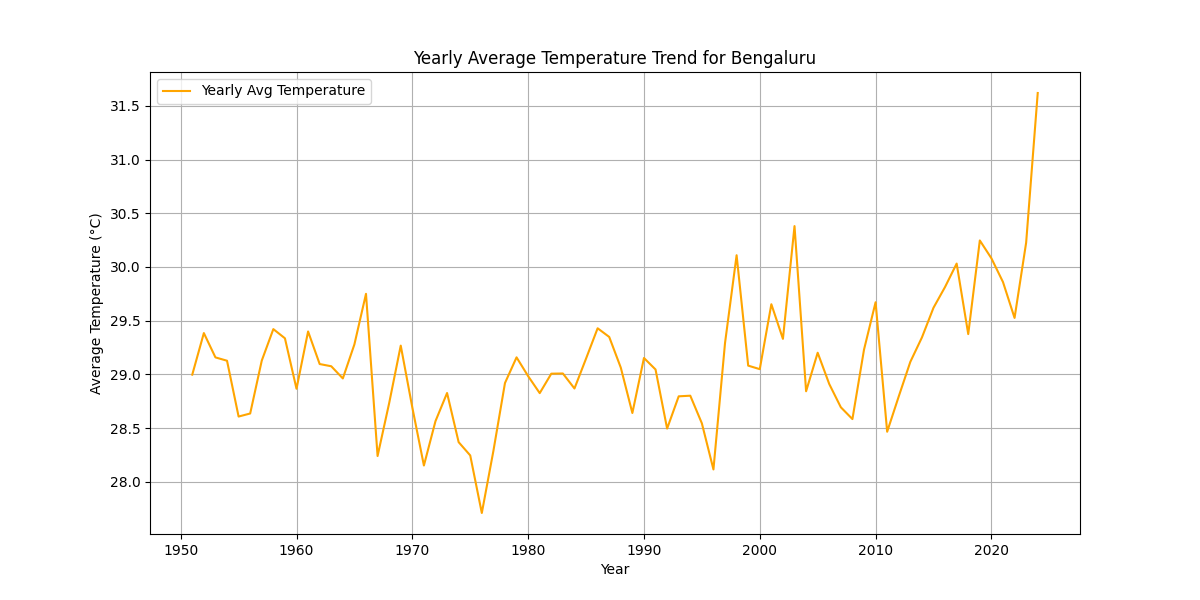 Yearly Average Temperature Trend for Bengaluru
Yearly Avg Temperature
Average Temperature (°C)
31.5
31.0
30.5
30.0
29.5
29.0
28.5
28.0
1950 1960 1970 1980 1990 2000 2010 2020
Year